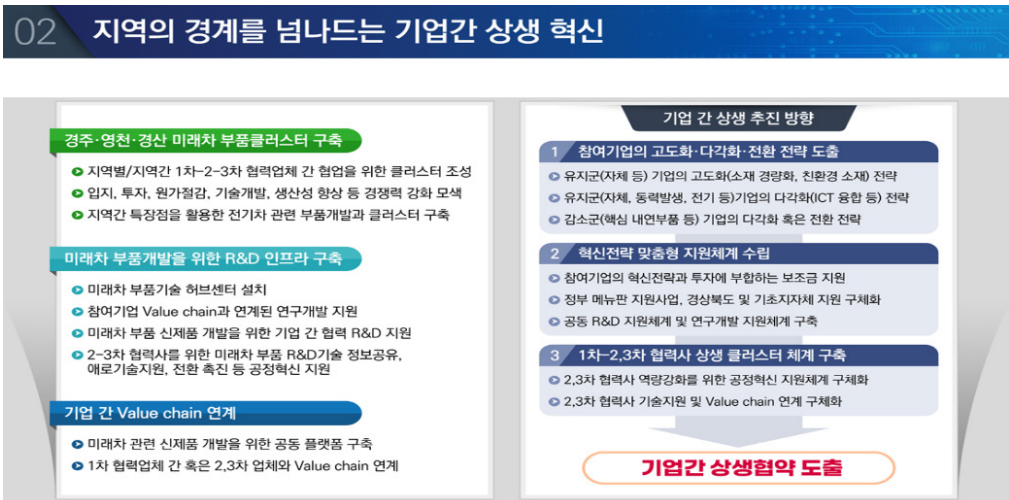 02 지역의 경계를 넘나드는 기업간 상생 혁신
경주·영천·경산 미래차 부품클러스터 구축
지역별/지역간 1차-2-3차 협력업체 간 협업을 위한 클러스터 조성
입지, 투자, 원가절감, 기술개발, 생산성 향상 등 경쟁력 강화 모색
지역간 특장점을 활용한 전기차 관련 부품개발과 클러스터 구축
미래차 부품개발을 위한 R&D 인프라 구축
미래차 부품기술 허브센터 설치
참여기업 Value chain과 연계된 연구개발 지원
미래차 부품 신제품 개발을 위한 기업 간 협력 R&D 지원
2-3차 협력사를 위한 미래차 부품 R&D기술 정보공유,
애로기술지원, 전환 촉진 등 공정혁신 지원
기업 간 Value chain 연계
미래차 관련 신제품 개발을 위한 공동 플랫폼 구축
1차 협력업체 간 혹은 2,3차 업체와 Value chain 연계
기업 간 상생 추진 방향
1 참여기업의 고도화·다각화·전환 전략 도출
유지군(자체 등) 기업의 고도화(소재 경량화, 친환경 소재) 전략
유지군(자체, 동력발생, 전기 등)기업의 다각화(ICT 융합 등) 전략
감소군(핵심 내연부품 등) 기업의 다각화 혹은 전환 전략
2 혁신전략 맞춤형 지원체계 수립
참여기업의 혁신전략과 투자에 부합하는 보조금 지원
정부 메뉴판 지원사업, 경상북도 및 기초지자체 지원 구체화
공동 R&D 지원체계 및 연구개발 지원체계 구축
3 1차-2,3차 협력사 상생 클러스터 체계 구축
2,3차 협력사 역량강화를 위한 공정혁신 지원체계 구체화
2,3차 협력사 기술지원 및 Value chain 연계 구체화
기업간 상생협약 도출